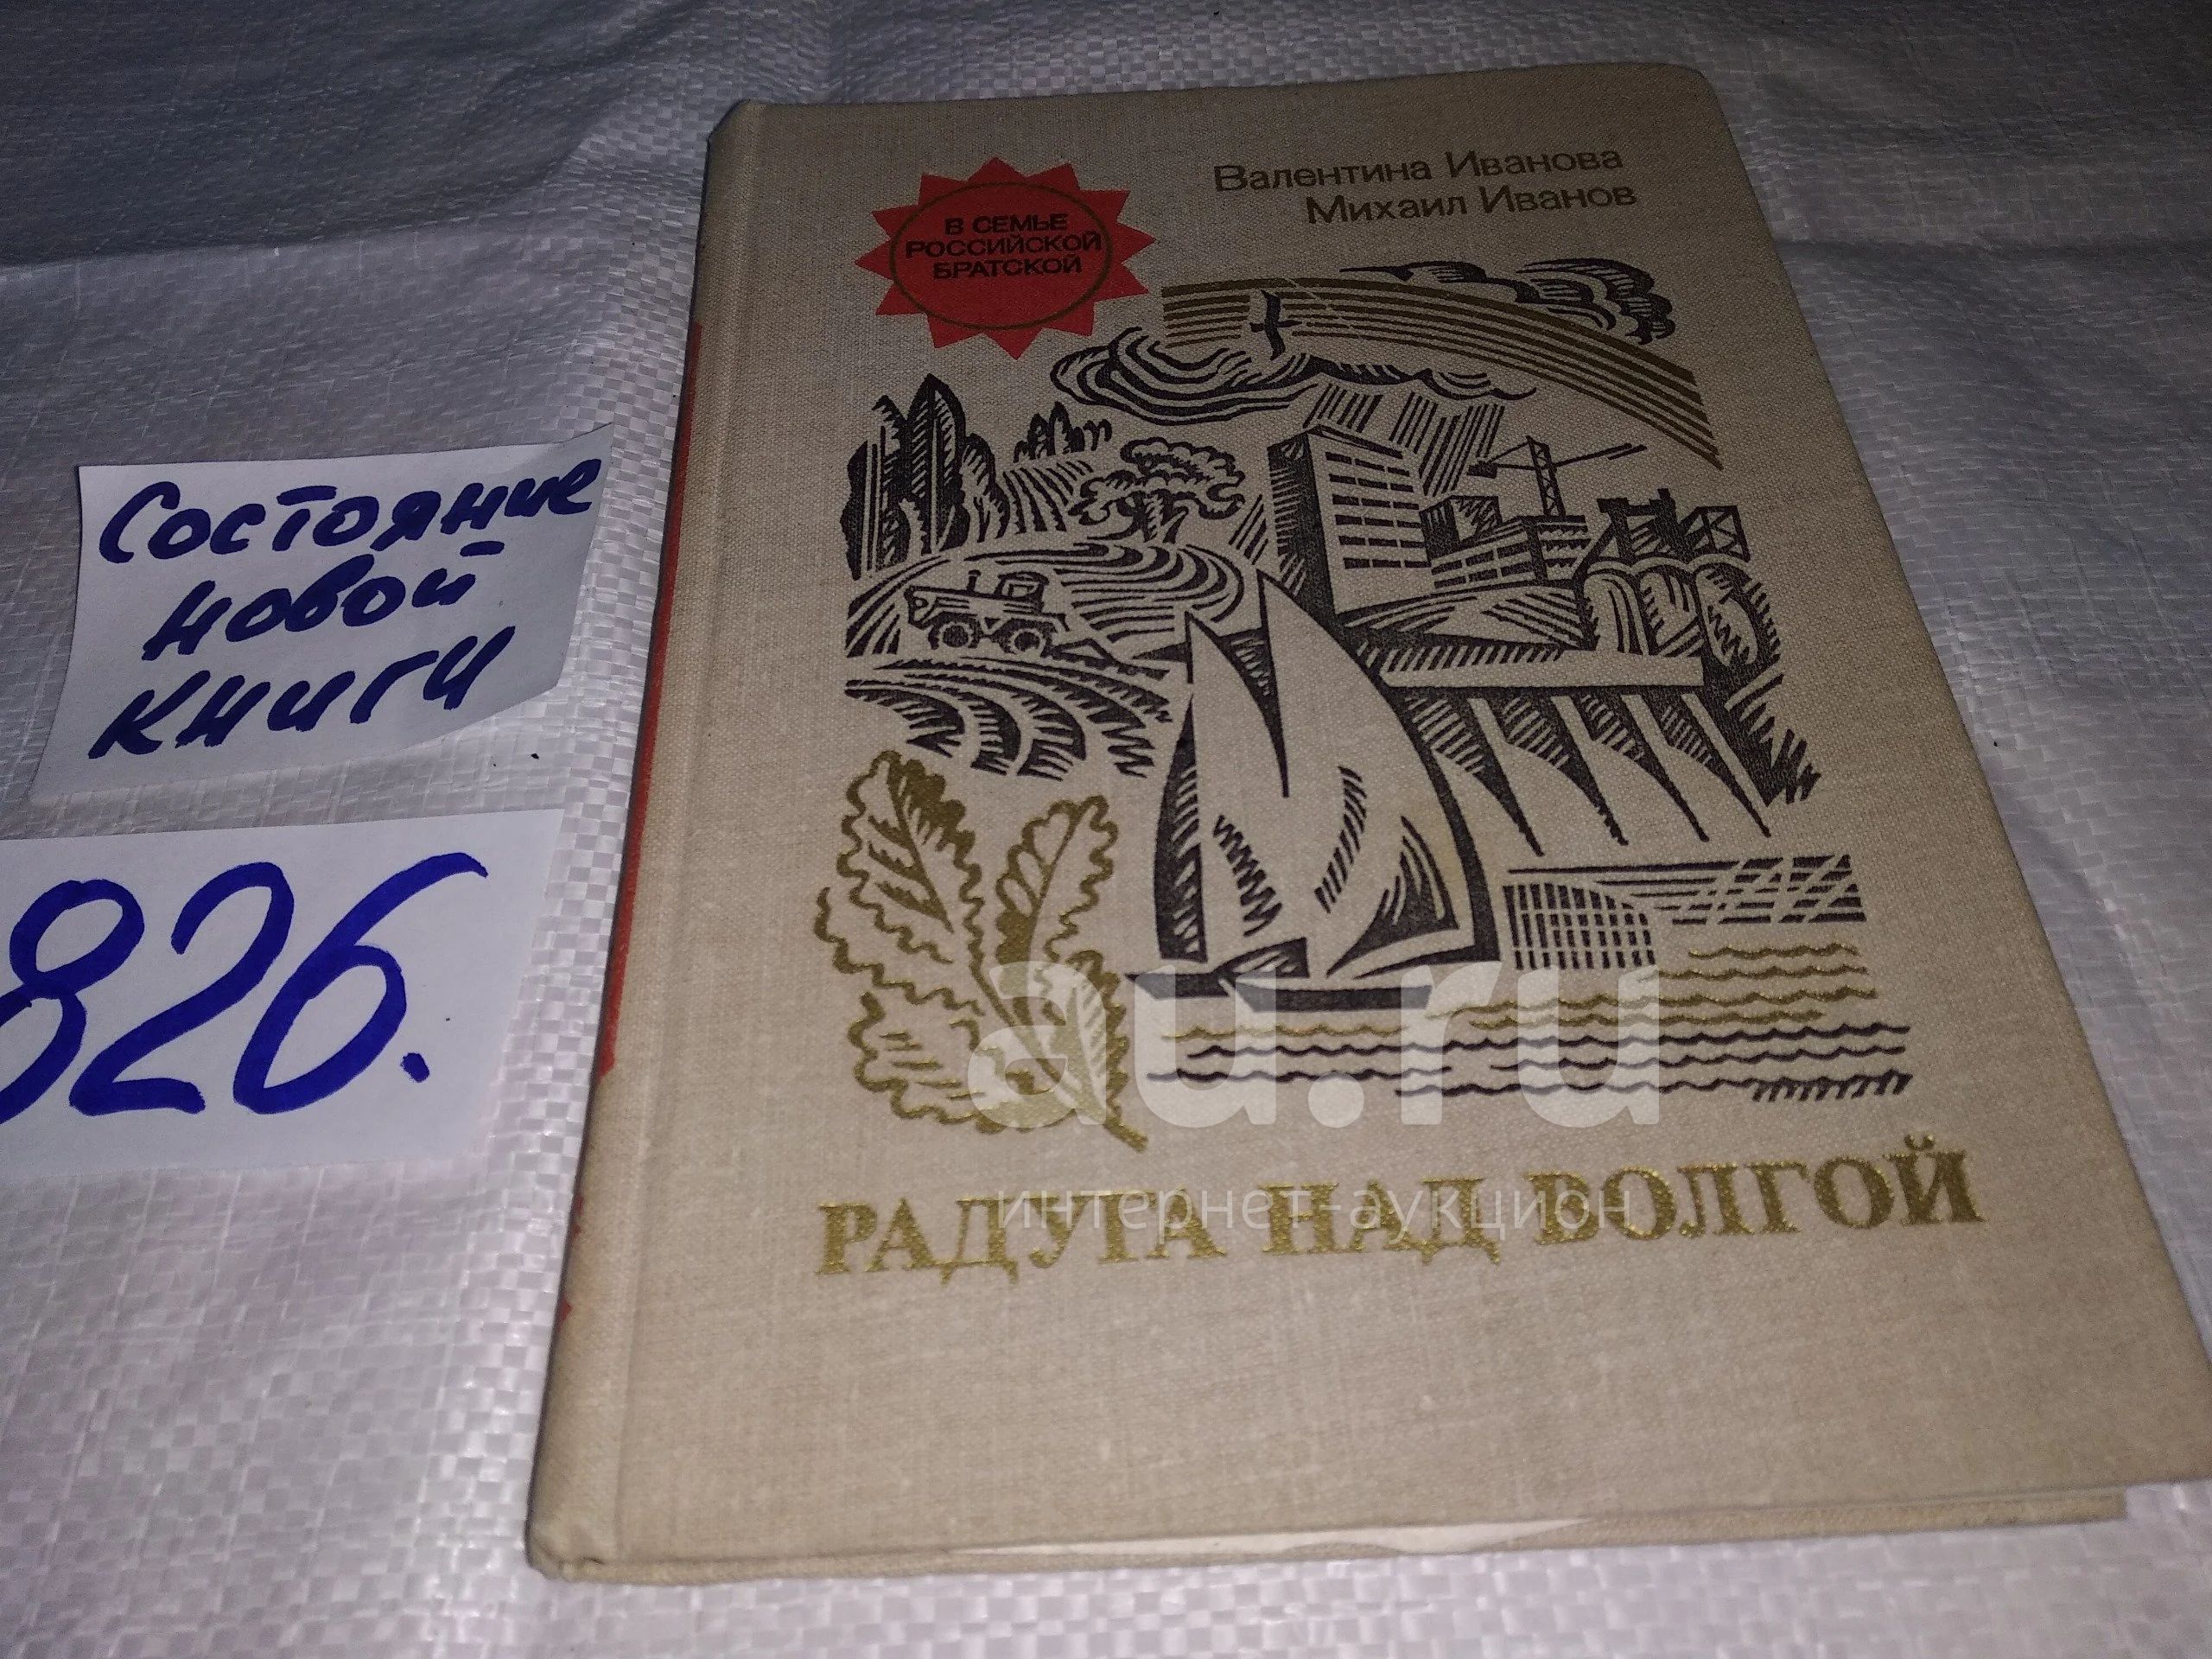 Валентина Иванова
Михаил Иванов
В СЕМЬЕ
РОССИЙСКОЙ
БРАТСКОЙ
Состояние
новой
книги
826.
au.ru
интернет-аукцион
РАДУГА НАД ВОЛГОЙ